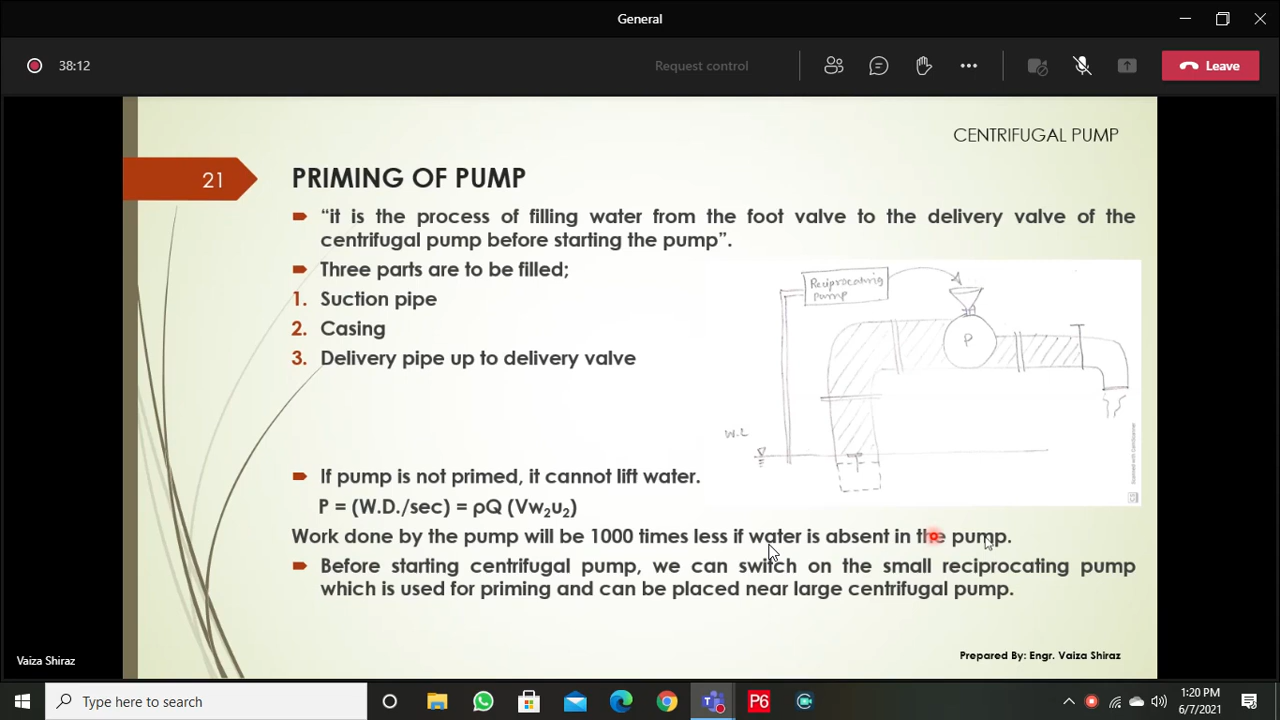 General
38:12
Request control
Leave
CENTRIFUGAL PUMP
21
PRIMING OF PUMP
“it is the process of filling water from the foot valve to the delivery valve of the
centrifugal pump before starting the pump”.
Three parts are to be filled;
1. Suction pipe
2. Casing
3. Delivery pipe up to delivery valve
Reciprocating
pump
P
W.L
Scanned with CamScanner
CS
If pump is not primed, it cannot lift water.
P = (W.D./sec) = ρQ (Vw₂u₂)
Work done by the pump will be 1000 times less if water is absent in the pump.
Before starting centrifugal pump, we can switch on the small reciprocating pump
which is used for priming and can be placed near large centrifugal pump.
Vaiza Shiraz
Prepared By: Engr. Vaiza Shiraz
Type here to search
P6
1:20 PM
6/7/2021